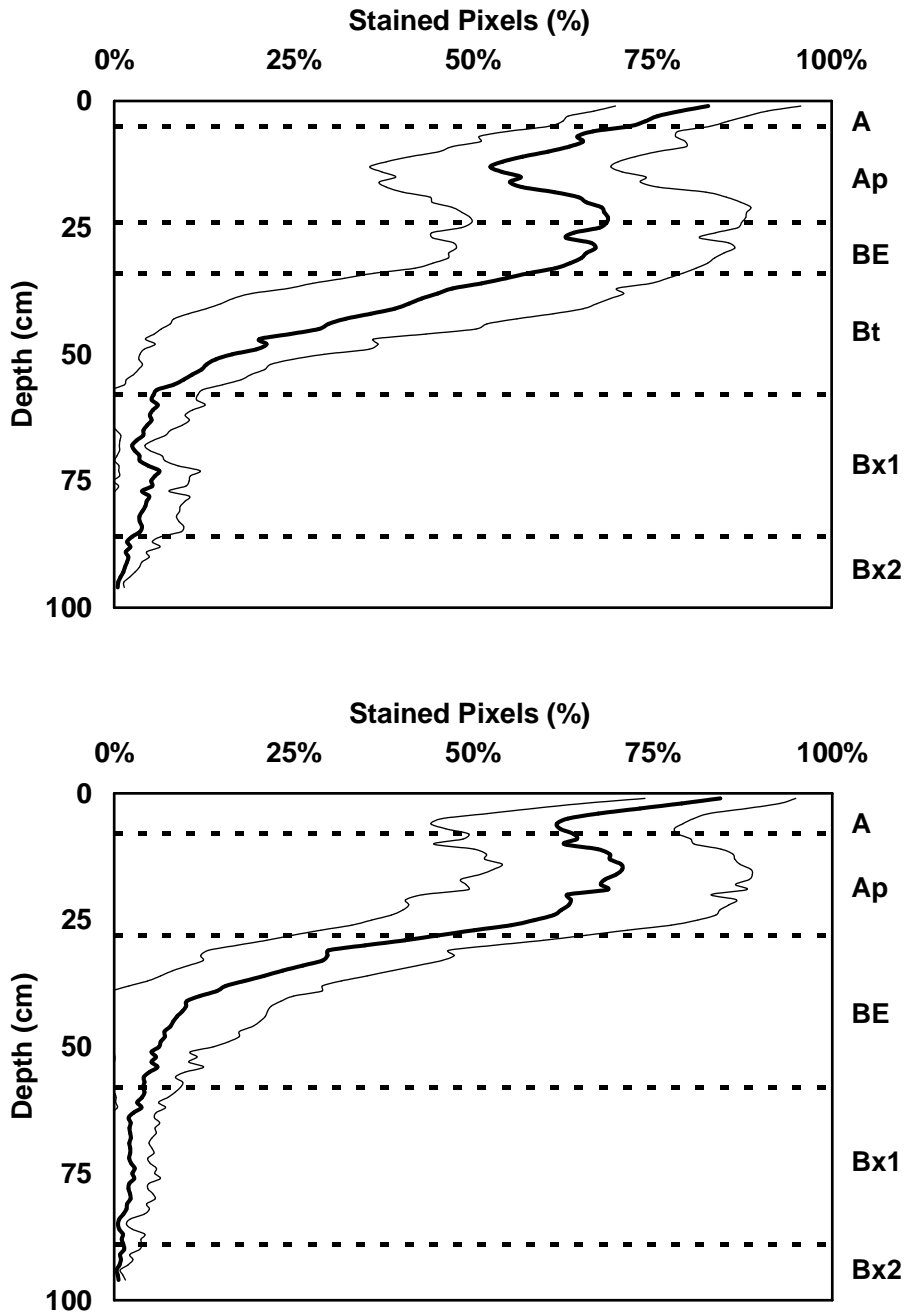 Stained Pixels (%)
0% 25% 50% 75% 100%
0
25
50
75
100
Depth (cm)
A
Ap
BE
Bt
Bx1
Bx2
Stained Pixels (%)
0% 25% 50% 75% 100%
0
25
50
75
100
Depth (cm)
A
Ap
BE
Bx1
Bx2